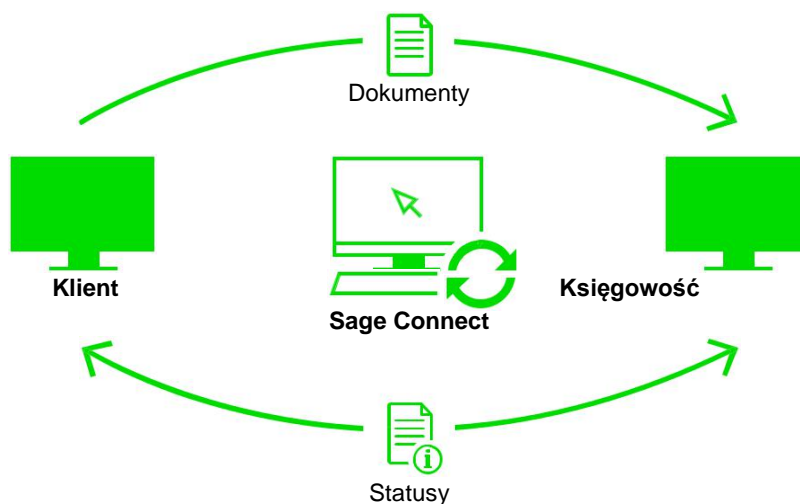 Dokumenty
Klient
Sage Connect
Księgowość
Statusy